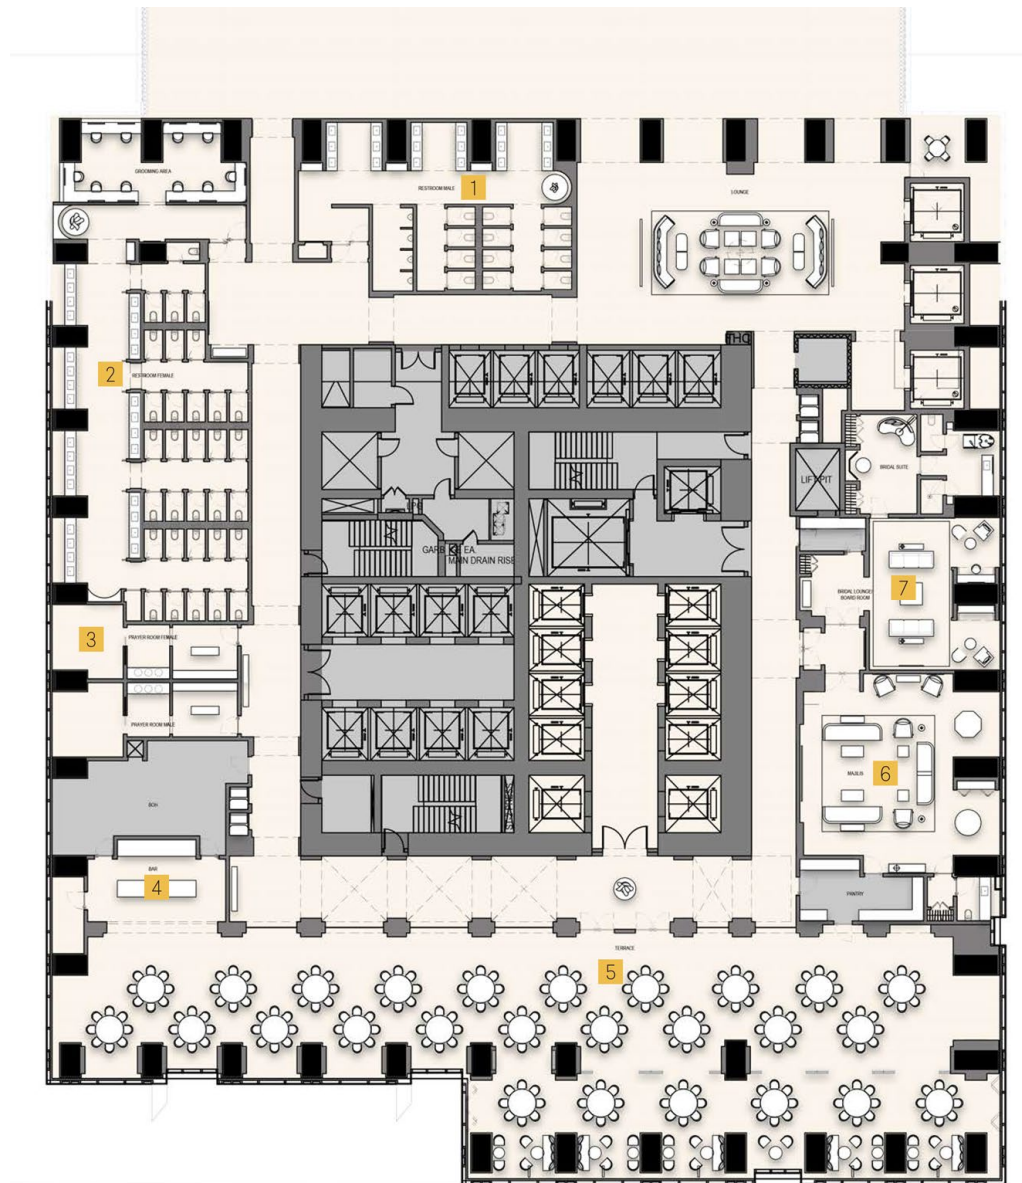 GROOMING AREA
RESTROOM MALE
1
LOUNGE
2
RESTROOM FEMALE
BRIDAL SUITE
LIFT PIT
GARB
EA.
MAIN DRAIN RISE
7
BRIDAL LOUNGE/
BOARD ROOM
3
PRAYER ROOM FEMALE
PRAYER ROOM MALE
MAJLIS
6
BOH
BAR
4
PANTRY
TERRACE
5